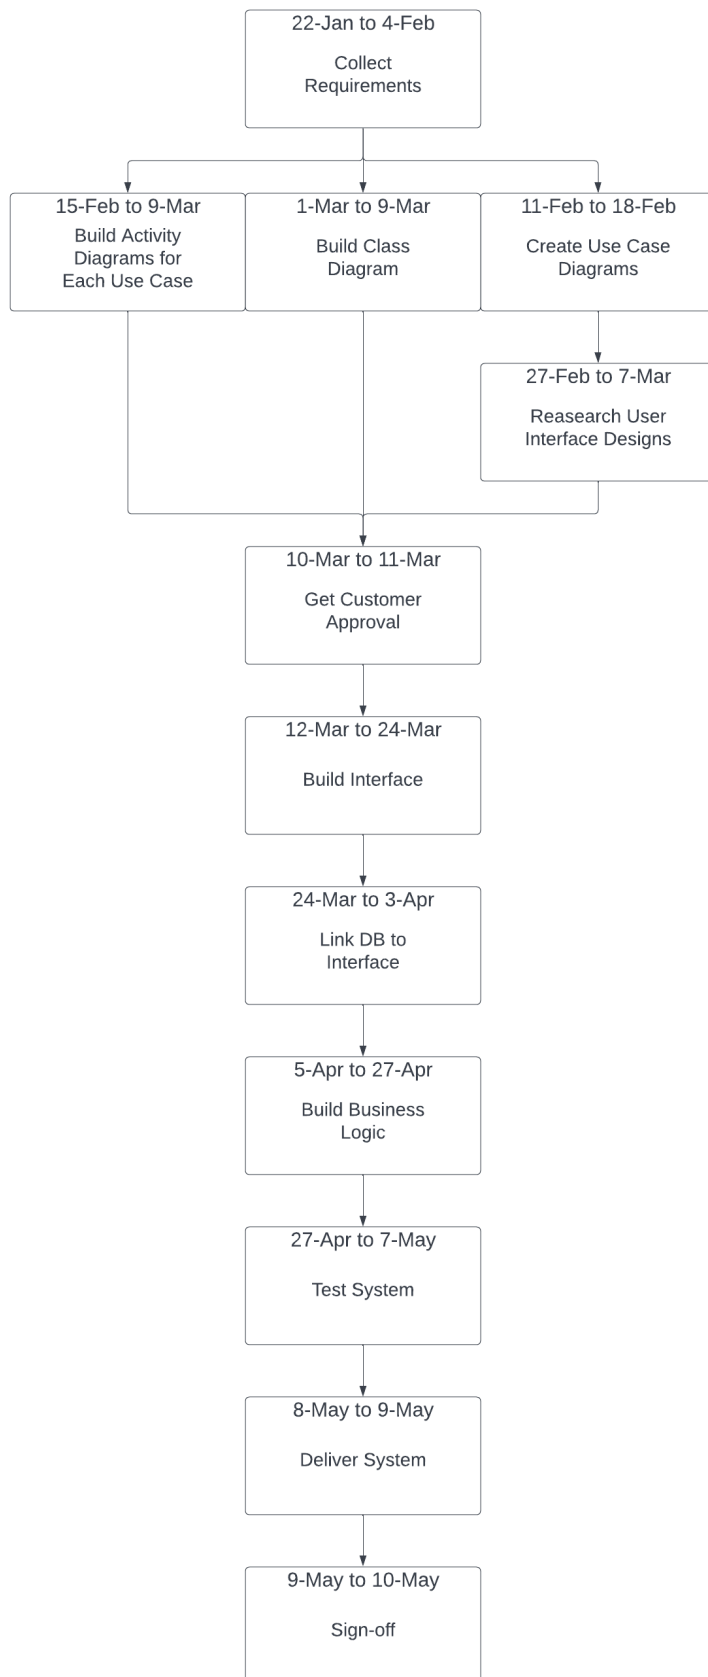 22-Jan to 4-Feb
Collect
Requirements
15-Feb to 9-Mar
Build Activity
Diagrams for
Each Use Case
1-Mar to 9-Mar
Build Class
Diagram
11-Feb to 18-Feb
Create Use Case
Diagrams
27-Feb to 7-Mar
Reasearch User
Interface Designs
10-Mar to 11-Mar
Get Customer
Approval
12-Mar to 24-Mar
Build Interface
24-Mar to 3-Apr
Link DB to
Interface
5-Apr to 27-Apr
Build Business
Logic
27-Apr to 7-May
Test System
8-May to 9-May
Deliver System
9-May to 10-May
Sign-off